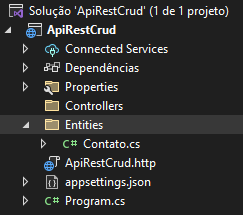 Solução 'ApiRestCrud' (1 de 1 projeto)
ApiRestCrud
Connected Services
Dependências
Properties
Controllers
Entities
C# Contato.cs
ApiRestCrud.http
appsettings.json
C# Program.cs